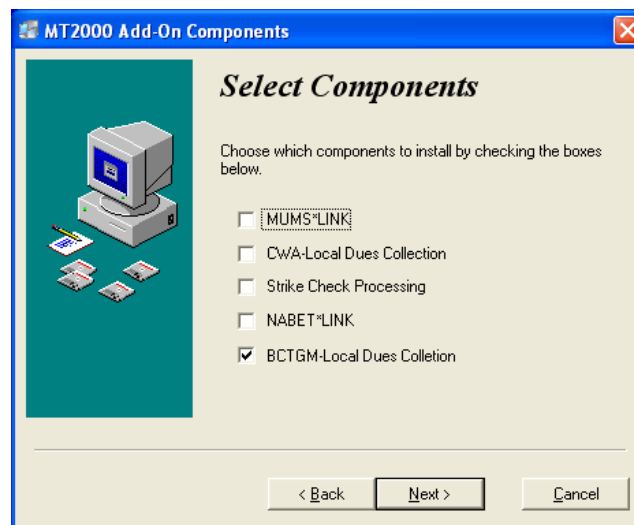 MT2000 Add-On Components
Select Components
Choose which components to install by checking the boxes
below.
MUMS*LINK
CWA-Local Dues Collection
Strike Check Processing
NABET*LINK
BCTGM-Local Dues Colletion
< Back
Next >
Cancel